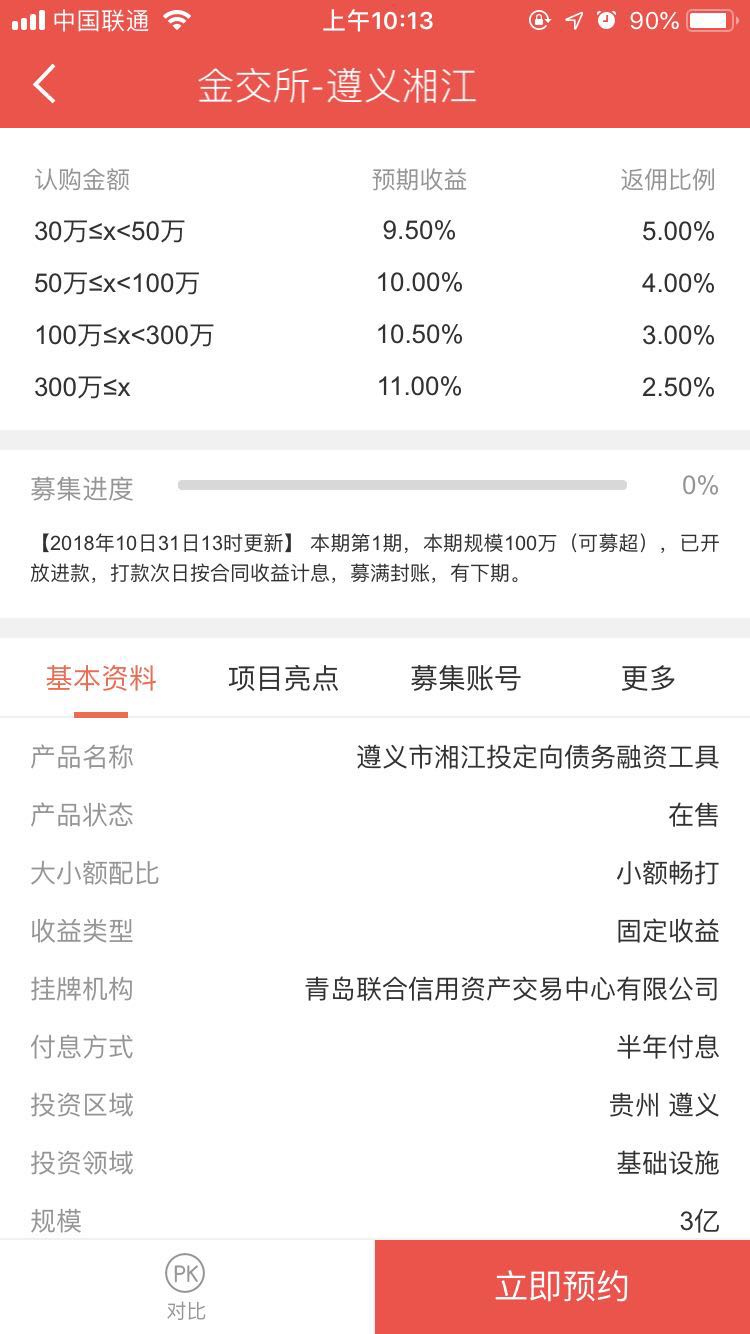 中国联通 上午10:13 90%
金交所-遵义湘江
认购金额 预期收益 返佣比例
30万≤x<50万 9.50% 5.00%
50万≤x<100万 10.00% 4.00%
100万≤x<300万 10.50% 3.00%
300万≤x 11.00% 2.50%
募集进度 0%
【2018年10日31日13时更新】 本期第1期，本期规模100万（可募超），已开
放进款，打款次日按合同收益计息，募满封账，有下期。
基本资料 项目亮点 募集账号 更多
产品名称 遵义市湘江投定向债务融资工具
产品状态 在售
大小额配比 小额畅打
收益类型 固定收益
挂牌机构 青岛联合信用资产交易中心有限公司
付息方式 半年付息
投资区域 贵州 遵义
投资领域 基础设施
规模 3亿
PK
对比
立即预约